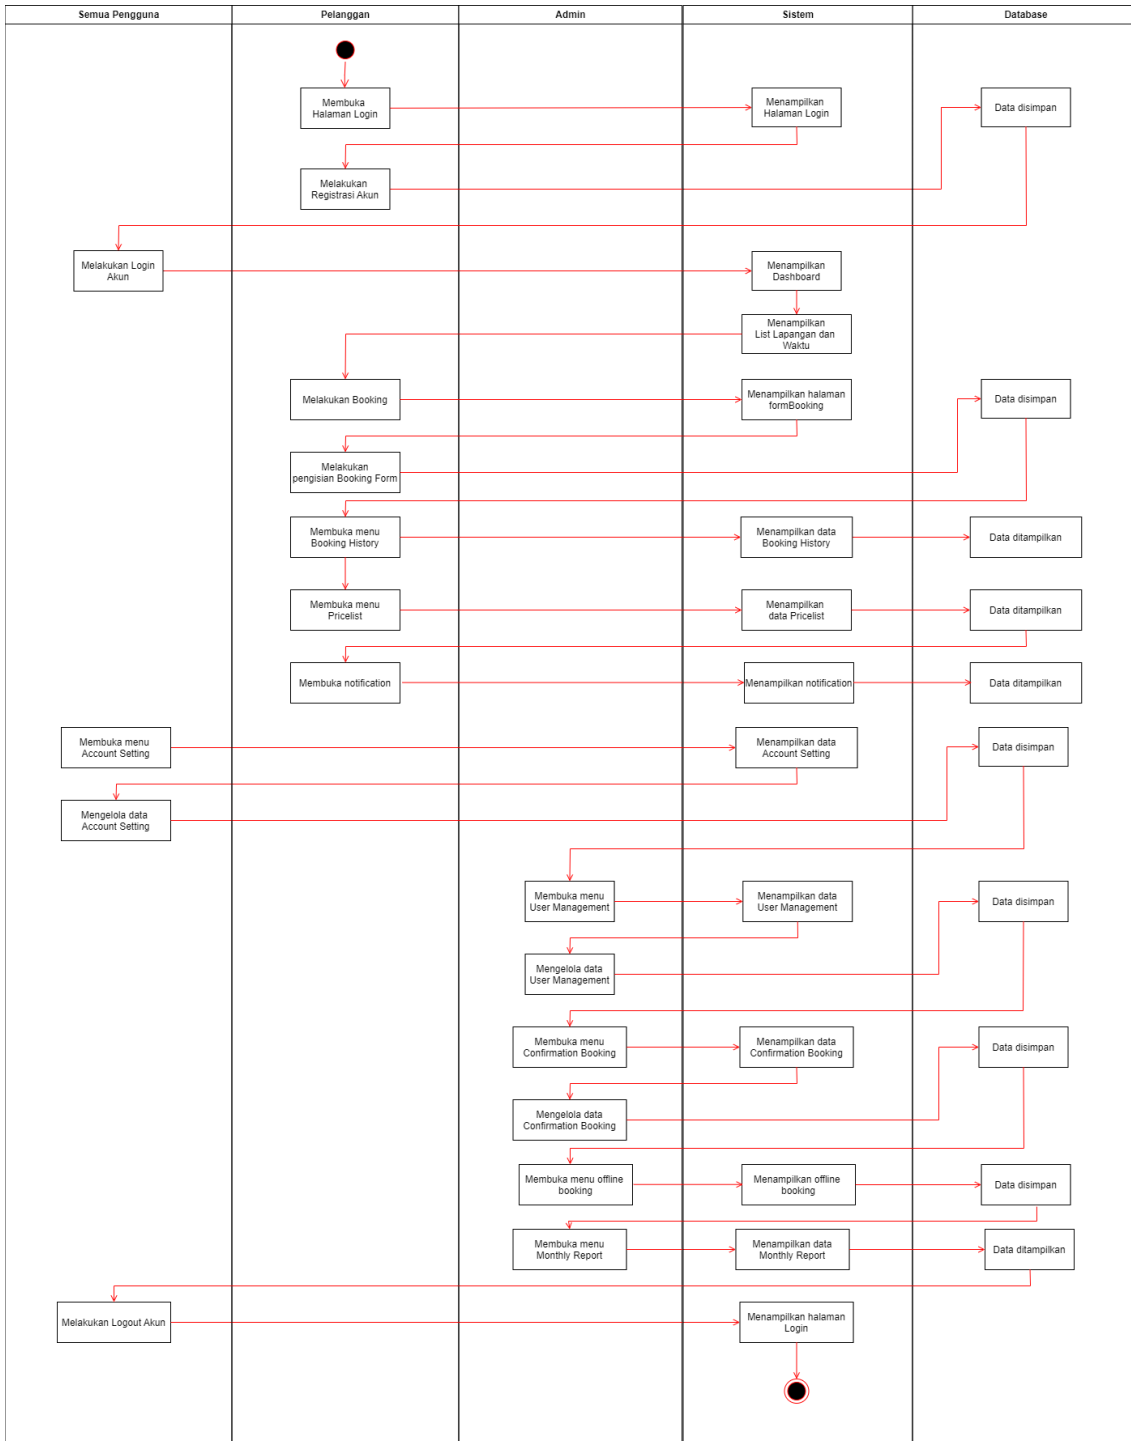 Semua Pengguna
Pelanggan
Admin
Sistem
Database
Membuka
Halaman Login
Menampilkan
Halaman Login
Data disimpan
Melakukan
Registrasi Akun
Melakukan Login
Akun
Menampilkan
Dashboard
Menampilkan
List Lapangan dan
Waktu
Melakukan Booking
Menampilkan halaman
formBooking
Data disimpan
Melakukan
pengisian Booking Form
Membuka menu
Booking History
Menampilkan data
Booking History
Data ditampilkan
Membuka menu
Pricelist
Menampilkan
data Pricelist
Data ditampilkan
Membuka notification
Menampilkan notification
Data ditampilkan
Membuka menu
Account Setting
Menampilkan data
Account Setting
Data disimpan
Mengelola data
Account Setting
Membuka menu
User Management
Menampilkan data
User Management
Data disimpan
Mengelola data
User Management
Membuka menu
Confirmation Booking
Menampilkan data
Confirmation Booking
Data disimpan
Mengelola data
Confirmation Booking
Membuka menu offline
booking
Menampilkan offline
booking
Data disimpan
Membuka menu
Monthly Report
Menampilkan data
Monthly Report
Data ditampilkan
Melakukan Logout Akun
Menampilkan halaman
Login